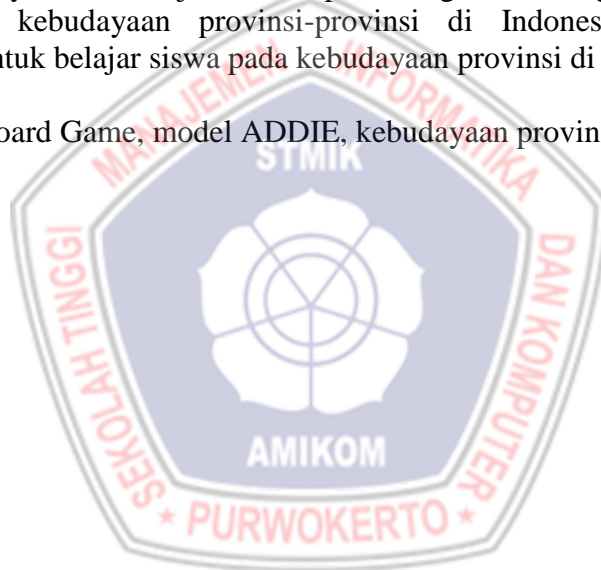 kebudayaan provinsi-provinsi di Indones
ntuk belajar siswa pada kebudayaan provinsi di
oard Game, model ADDIE, kebudayaan provin
MANAJEMEN INFORMATIKA
STMIK
SEKOLAH TINGGI
DAN KOMPUTER
AMIKOM
* PURWOKERTO *